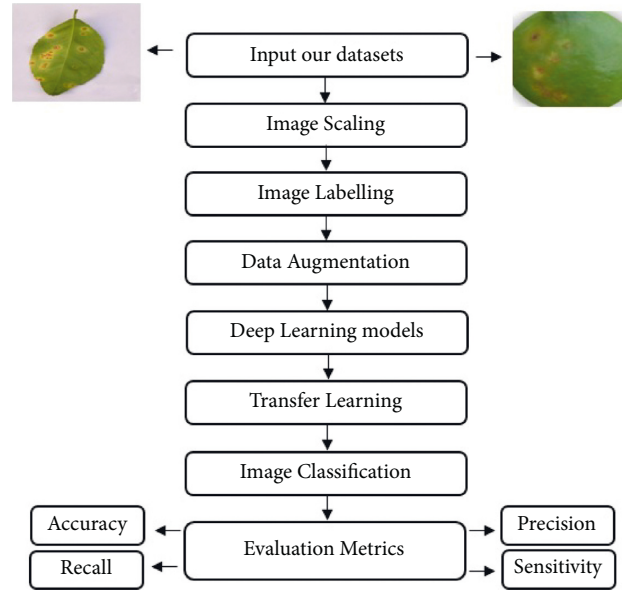 Input our datasets
Image Scaling
Image Labelling
Data Augmentation
Deep Learning models
Transfer Learning
Image Classification
Accuracy
Precision
Evaluation Metrics
Recall
Sensitivity